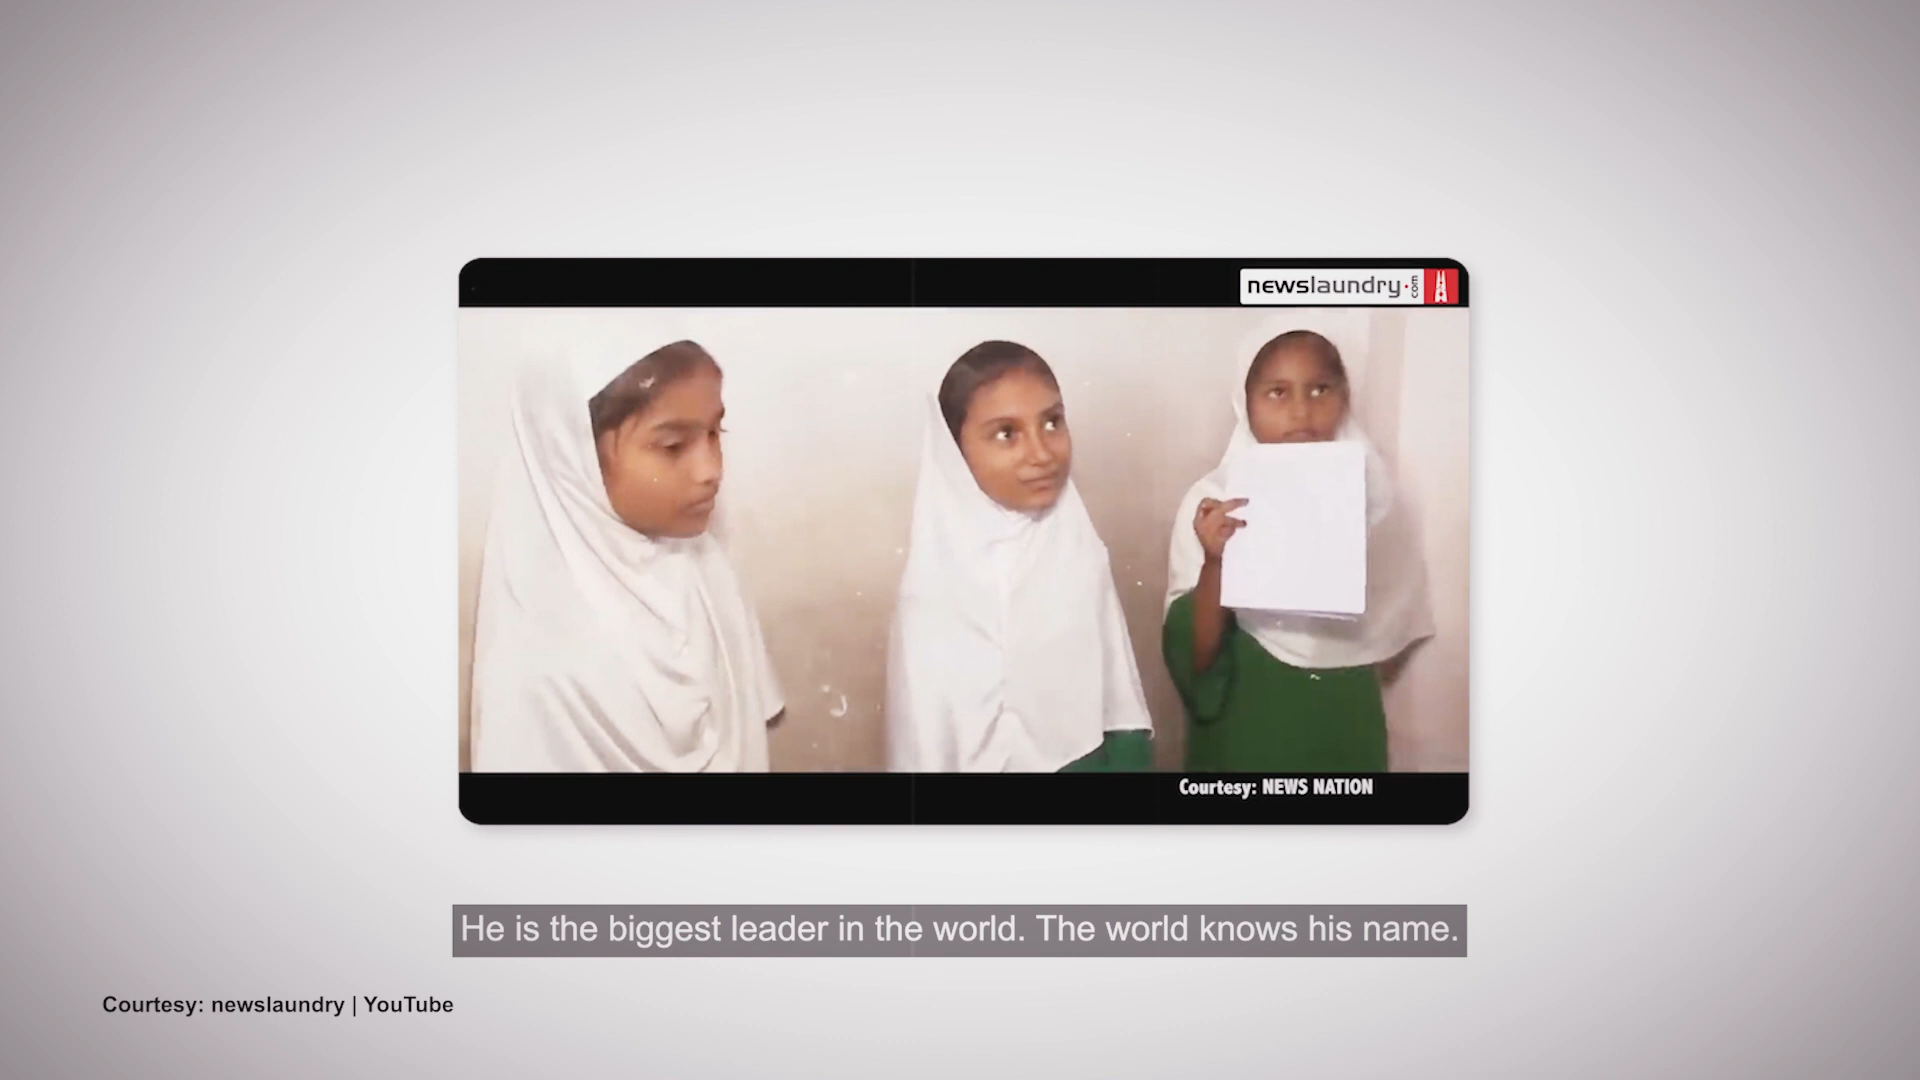 newslaundry.com
Courtesy: NEWS NATION
He is the biggest leader in the world. The world knows his name.
Courtesy: newslaundry | YouTube